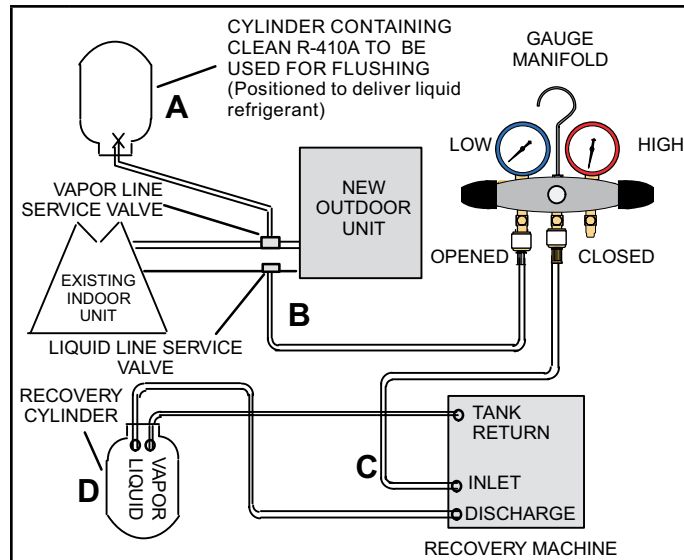 CYLINDER CONTAINING
CLEAN R-410A TO BE
USED FOR FLUSHING
(Positioned to deliver liquid
refrigerant)
A
GAUGE
MANIFOLD
LOW
HIGH
VAPOR LINE
SERVICE VALVE
NEW
OUTDOOR
UNIT
EXISTING
INDOOR
UNIT
OPENED
CLOSED
B
LIQUID LINE SERVICE
VALVE
RECOVERY
CYLINDER
TANK
RETURN
C
INLET
D
LIQUID
VAPOR
DISCHARGE
RECOVERY MACHINE